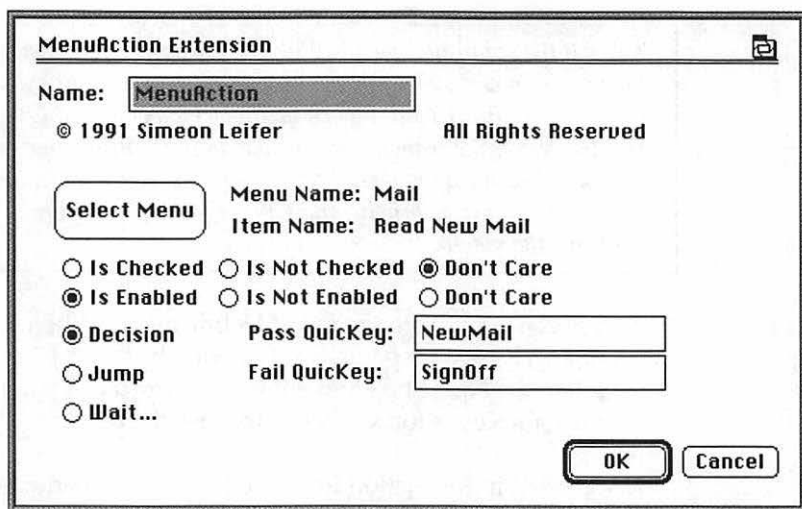 MenuAction Extension
Name: MenuAction
© 1991 Simeon Leifer All Rights Reserved
Select Menu
Menu Name: Mail
Item Name: Read New Mail
Is Checked Is Not Checked Don't Care
Is Enabled Is Not Enabled Don't Care
Decision Pass QuicKey: NewMail
Jump Fail QuicKey: SignOff
Wait...
OK Cancel